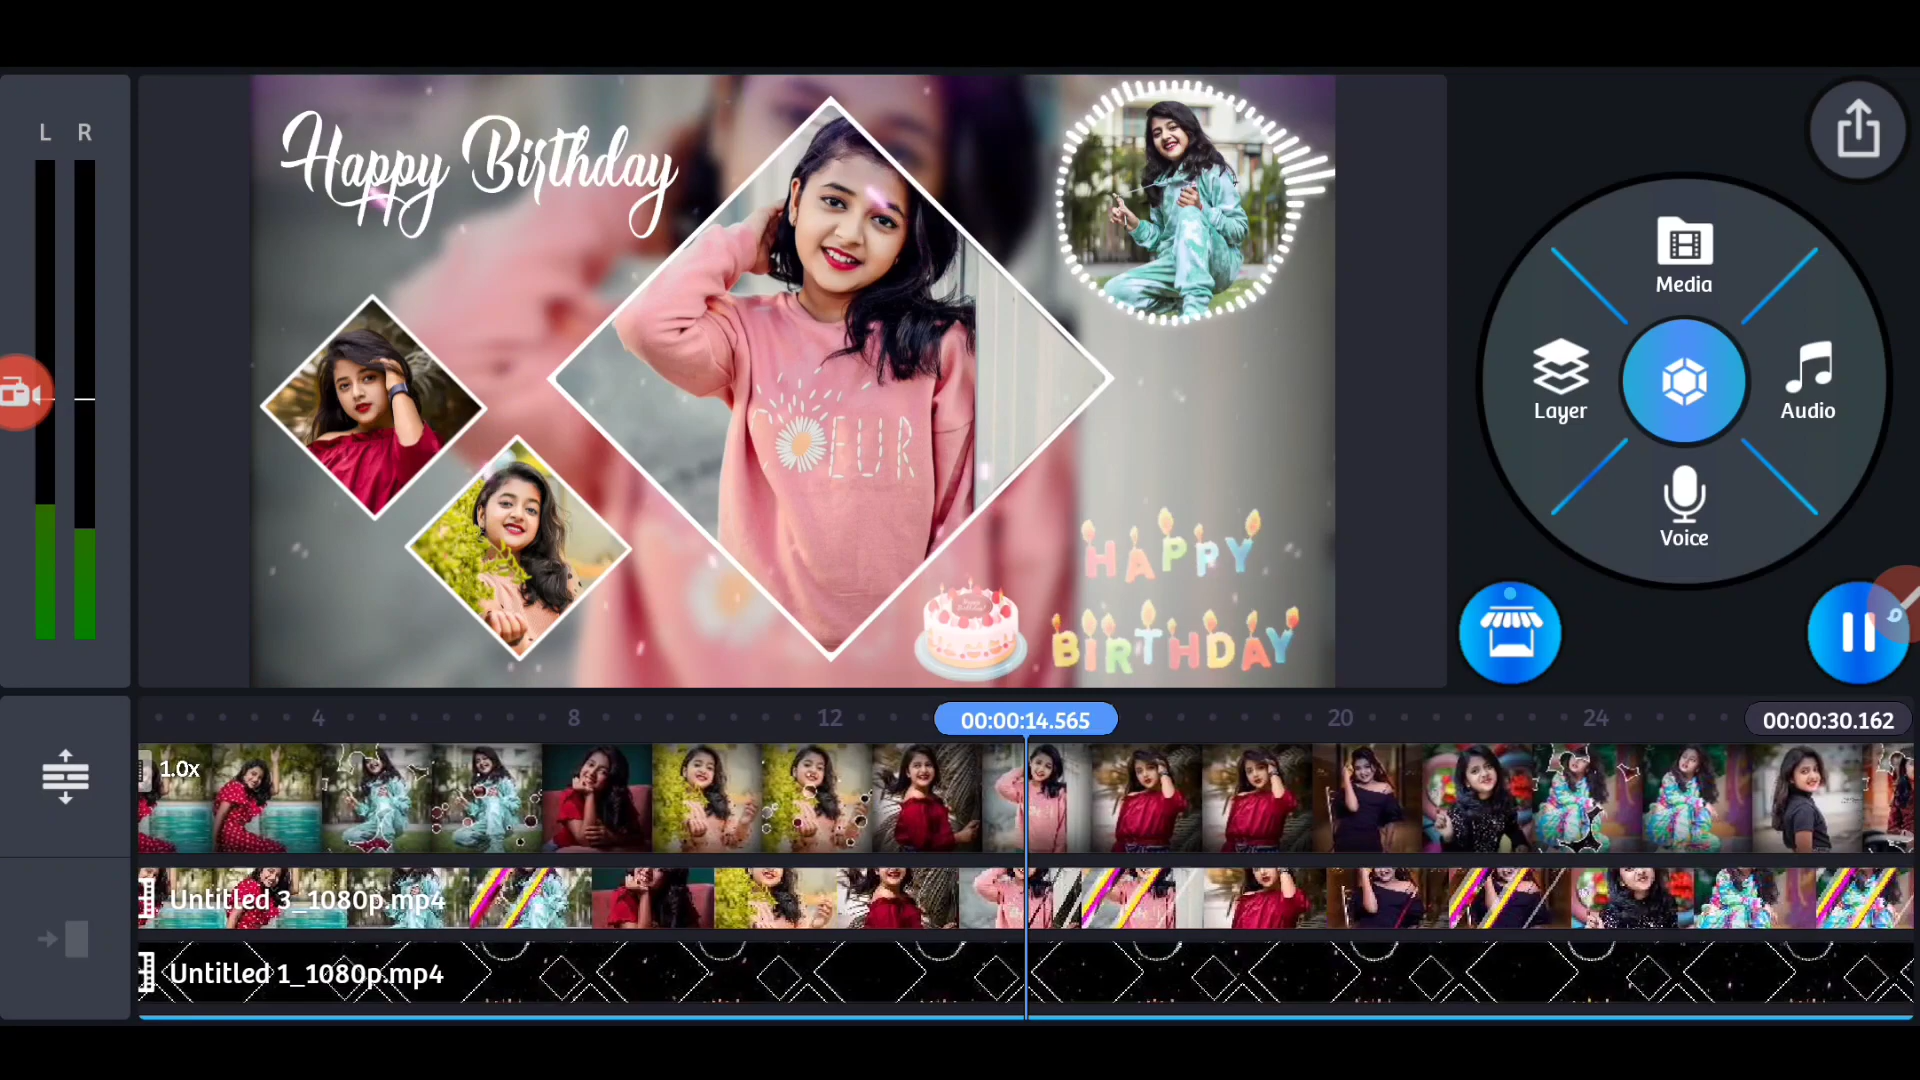 L R
Happy Birthday
EUR
HAPPY
BIRTHDAY
Media
Layer
Audio
Voice
4 8 12 00:00:14.565 20 24 00:00:30.162
1.0x
Untitled 3_1080p.mp4
Untitled 1_1080p.mp4